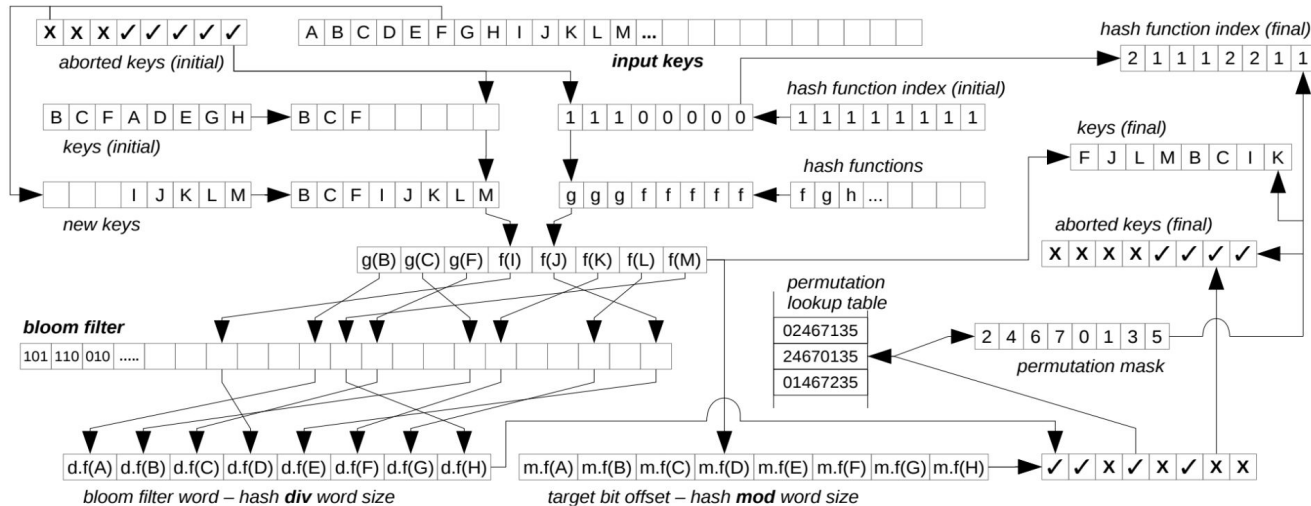 x x x ✓ ✓ ✓ ✓ ✓
aborted keys (initial)
A B C D E F G H I J K L M ...
input keys
hash function index (final)
2 1 1 1 2 2 1 1
B C F A D E G H
keys (initial)
B C F
1 1 1 0 0 0 0 0
hash function index (initial)
1 1 1 1 1 1 1 1
keys (final)
F J L M B C I K
I J K L M
new keys
B C F I J K L M
g g g f f f f f
hash functions
f g h ...
aborted keys (final)
x x x x ✓ ✓ ✓ ✓
g(B) g(C) g(F) f(I) f(J) f(K) f(L) f(M)
permutation
lookup table
02467135
24670135
01467235
2 4 6 7 0 1 3 5
permutation mask
bloom filter
101 110 010 .....
d.f(A) d.f(B) d.f(C) d.f(D) d.f(E) d.f(F) d.f(G) d.f(H)
bloom filter word – hash div word size
m.f(A) m.f(B) m.f(C) m.f(D) m.f(E) m.f(F) m.f(G) m.f(H)
target bit offset – hash mod word size
✓ ✓ x ✓ x ✓ x x